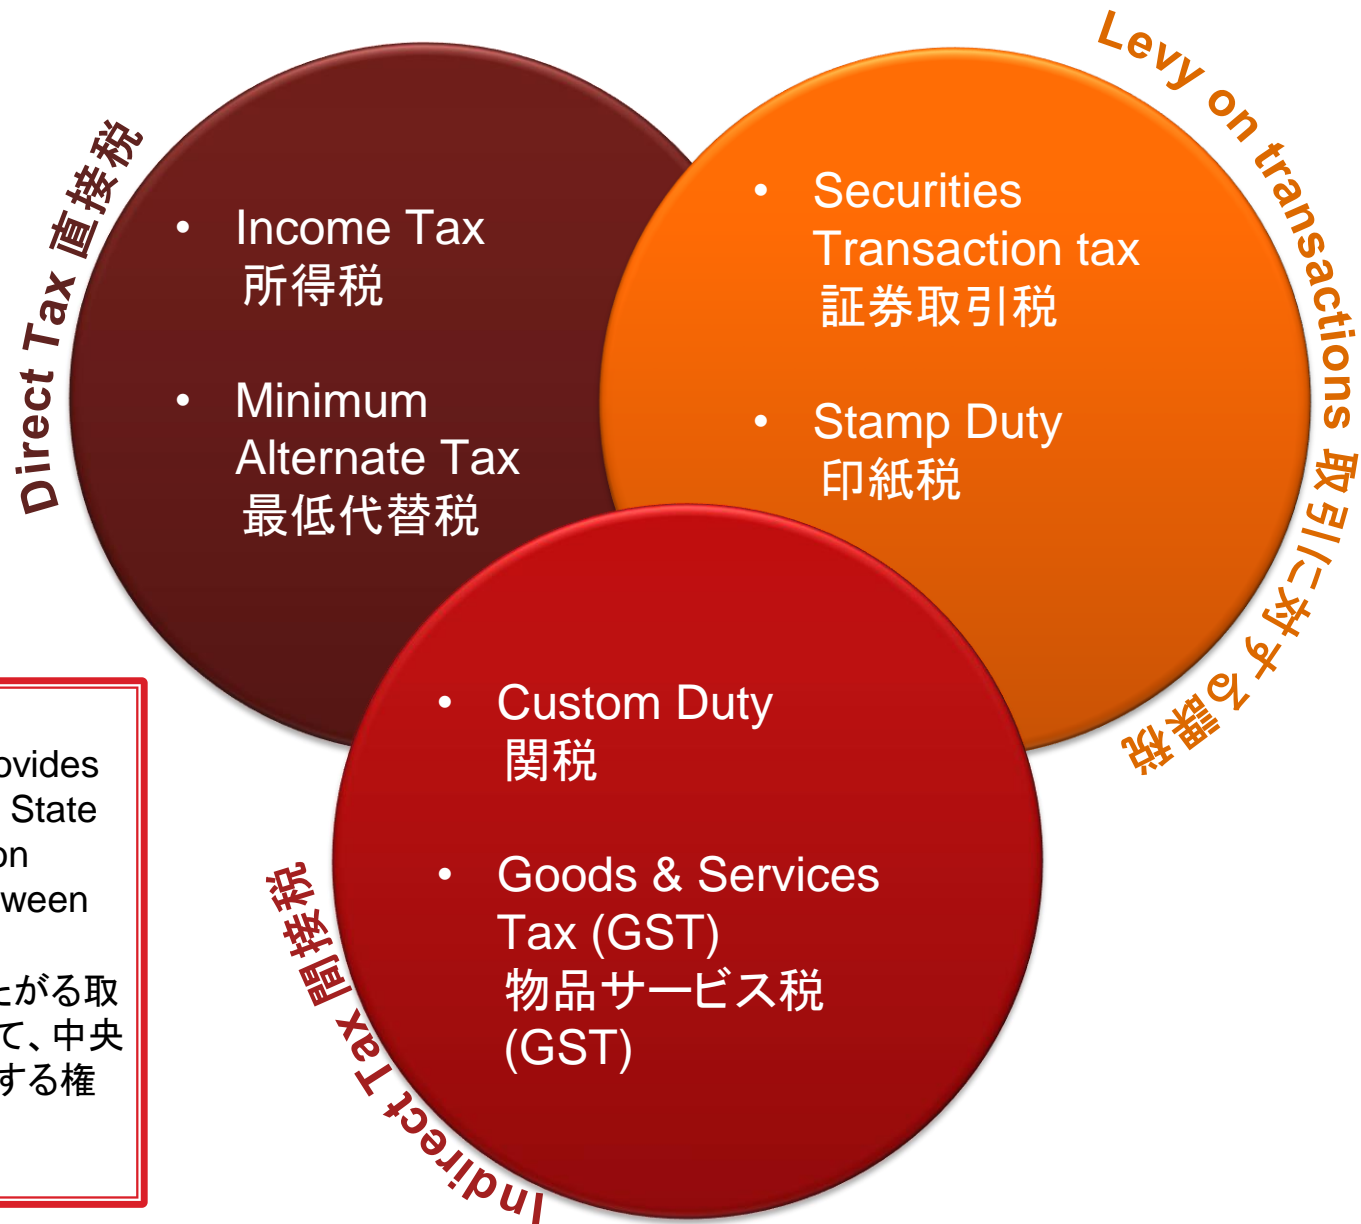 Direct Tax 直接税
• Income Tax
所得税
• Minimum
Alternate Tax
最低代替税
Levy on transactions 取引に対する課税
• Securities
Transaction tax
証券取引税
• Stamp Duty
印紙税
Indirect Tax 間接税
• Custom Duty
関税
• Goods & Services
Tax (GST)
物品サービス税
(GST)
State
がる取
て、中央
する権